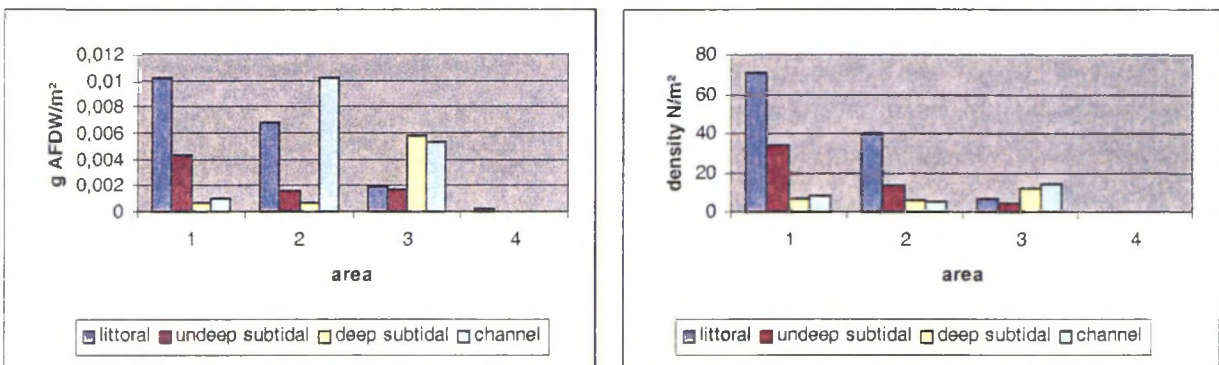 0,012
0,01
0,008
0,006
0,004
0,002
0
g AFDW/m²
1 2 3 4
area
littoral undeep subtidal deep subtidal channel
80
60
40
20
0
density N/m²
1 2 3 4
area
littoral undeep subtidal deep subtidal channel